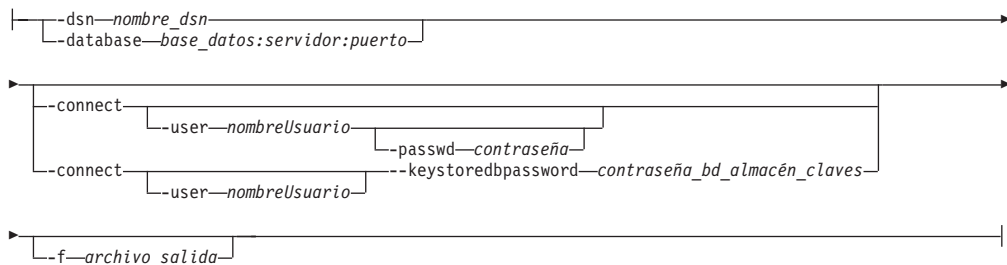 -dsn nombre_dsn
-database base_datos:servidor:puerto
-connect
-user nombreUsuario
-passwd contraseña
-connect --keystoredbpassword contraseña_bd_almacén_claves
-user nombreUsuario
-f archivo_salida